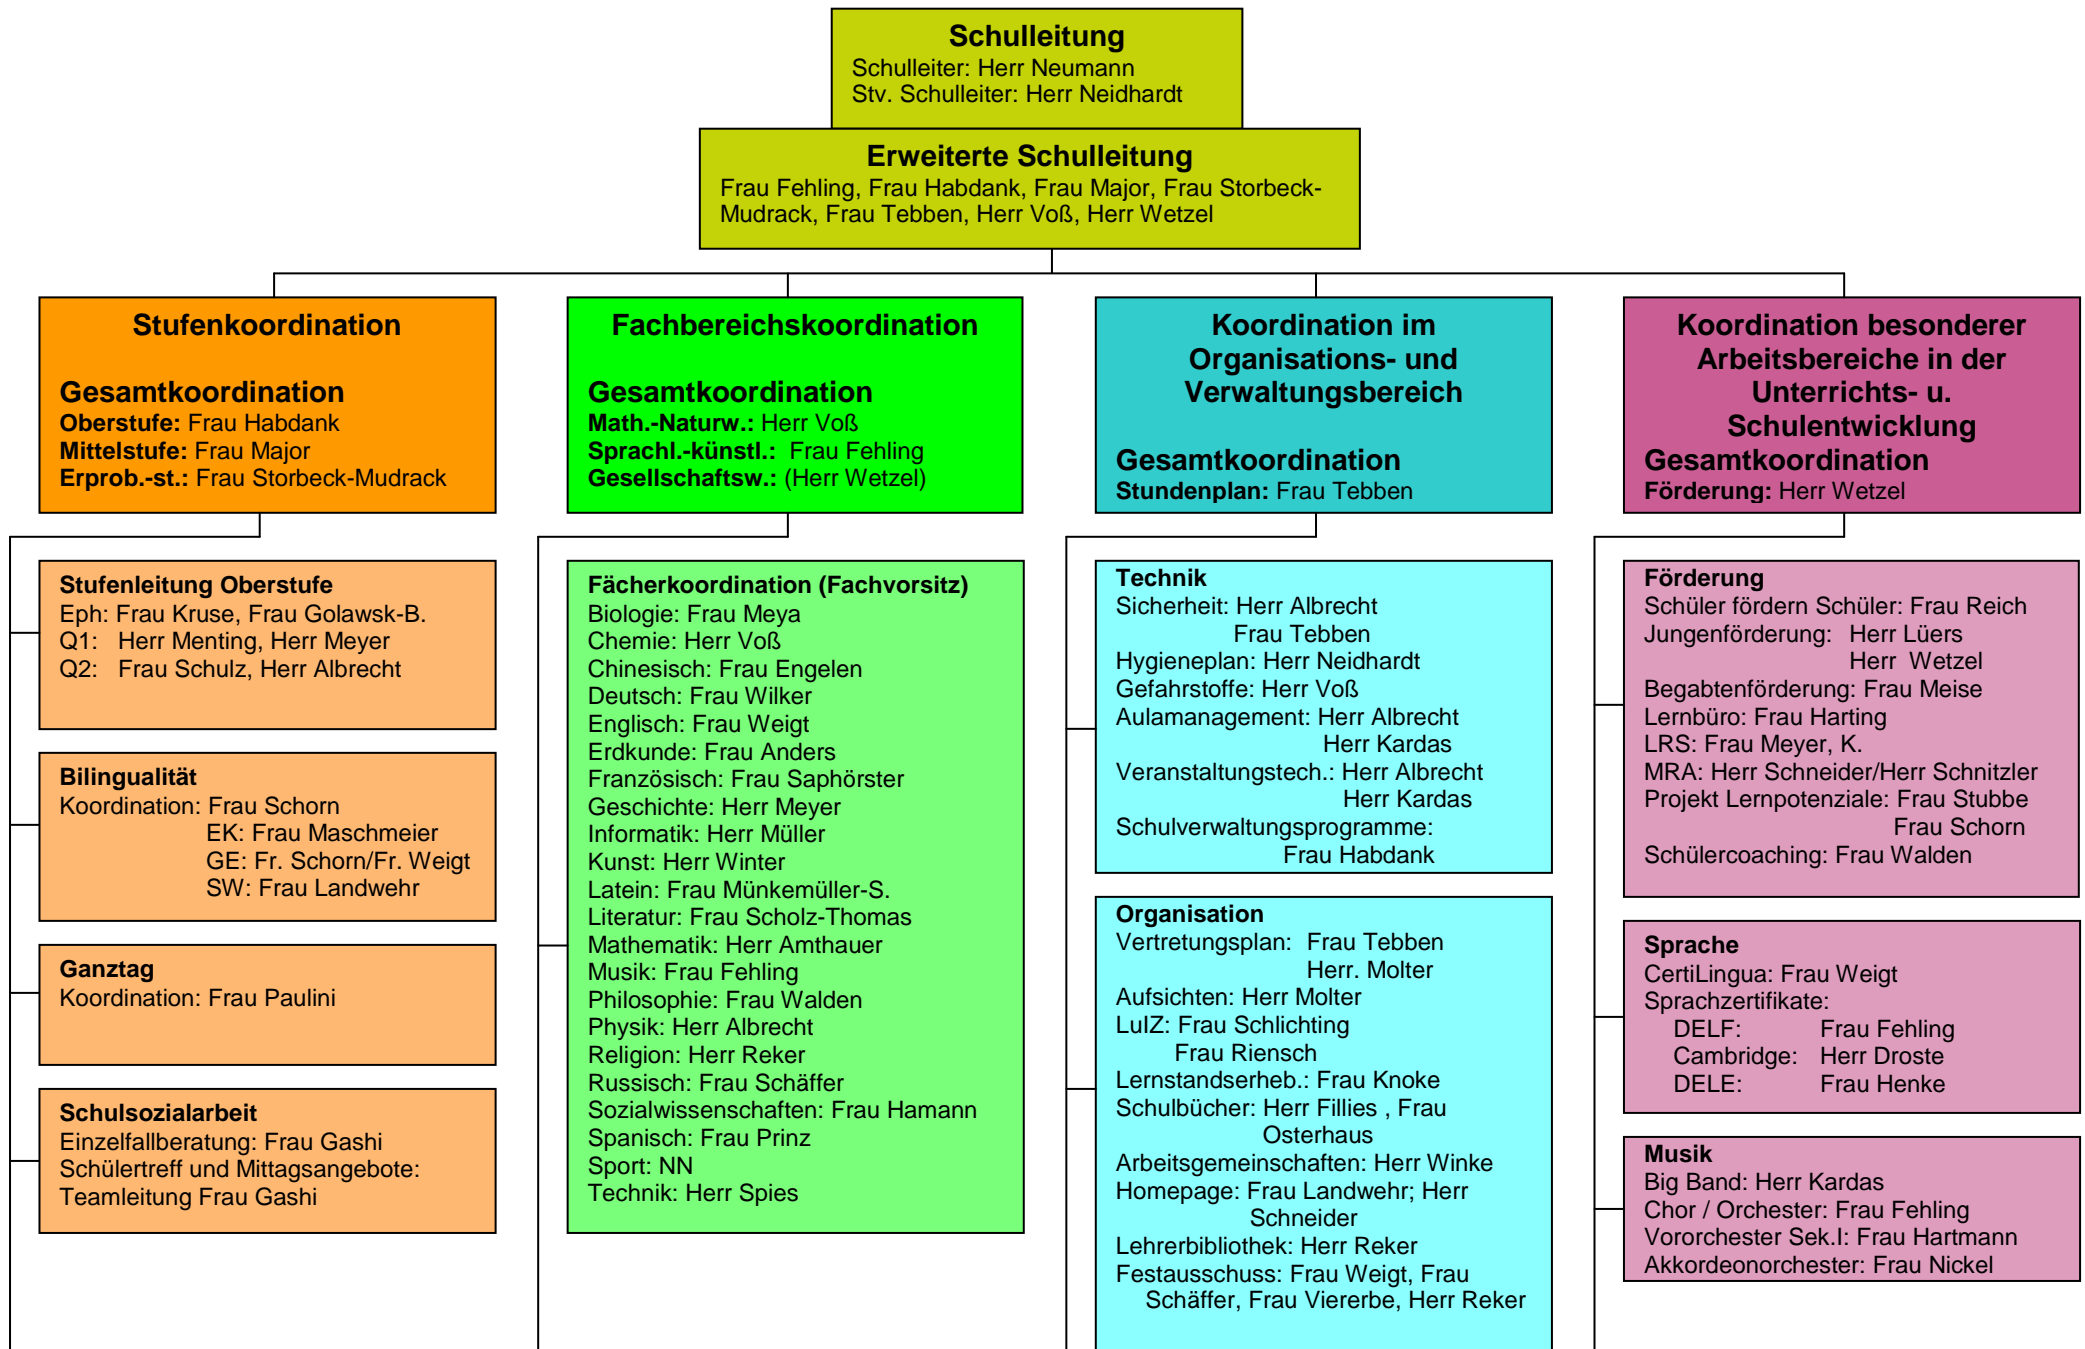 Schulleitung
Schulleiter: Herr Neumann
Stv. Schulleiter: Herr Neidhardt
Erweiterte Schulleitung
Frau Fehling, Frau Habdank, Frau Major, Frau Storbeck-
Mudrack, Frau Tebben, Herr Voß, Herr Wetzel
Stufenkoordination
Gesamtkoordination
Oberstufe: Frau Habdank
Mittelstufe: Frau Major
Erprob.-st.: Frau Storbeck-Mudrack
Stufenleitung Oberstufe
Eph: Frau Kruse, Frau Golawsk-B.
Q1: Herr Menting, Herr Meyer
Q2: Frau Schulz, Herr Albrecht
Bilingualität
Koordination: Frau Schorn
EK: Frau Maschmeier
GE: Fr. Schorn/Fr. Weigt
SW: Frau Landwehr
Ganztag
Koordination: Frau Paulini
Schulsozialarbeit
Einzelfallberatung: Frau Gashi
Schülertreff und Mittagsangebote:
Teamleitung Frau Gashi
Fachbereichskoordination
Gesamtkoordination
Math.-Naturw.: Herr Voß
Sprachl.-künstl.: Frau Fehling
Gesellschaftsw.: (Herr Wetzel)
Fächerkoordination (Fachvorsitz)
Biologie: Frau Meya
Chemie: Herr Voß
Chinesisch: Frau Engelen
Deutsch: Frau Wilker
Englisch: Frau Weigt
Erdkunde: Frau Anders
Französisch: Frau Saphörster
Geschichte: Herr Meyer
Informatik: Herr Müller
Kunst: Herr Winter
Latein: Frau Münkemüller-S.
Literatur: Frau Scholz-Thomas
Mathematik: Herr Amthauer
Musik: Frau Fehling
Philosophie: Frau Walden
Physik: Herr Albrecht
Religion: Herr Reker
Russisch: Frau Schäffer
Sozialwissenschaften: Frau Hamann
Spanisch: Frau Prinz
Sport: NN
Technik: Herr Spies
Koordination im
Organisations- und
Verwaltungsbereich
Gesamtkoordination
Stundenplan: Frau Tebben
Technik
Sicherheit: Herr Albrecht
Frau Tebben
Hygieneplan: Herr Neidhardt
Gefahrstoffe: Herr Voß
Aulamanagement: Herr Albrecht
Herr Kardas
Veranstaltungstech.: Herr Albrecht
Herr Kardas
Schulverwaltungsprogramme:
Frau Habdank
Organisation
Vertretungsplan: Frau Tebben
Herr. Molter
Aufsichten: Herr Molter
LuIZ: Frau Schlichting
Frau Riensch
Lernstandserheb.: Frau Knoke
Schulbücher: Herr Fillies , Frau
Osterhaus
Arbeitsgemeinschaften: Herr Winke
Homepage: Frau Landwehr; Herr
Schneider
Lehrerbibliothek: Herr Reker
Festausschuss: Frau Weigt, Frau
Schäffer, Frau Viererbe, Herr Reker
Koordination besonderer
Arbeitsbereiche in der
Unterrichts- u.
Schulentwicklung
Gesamtkoordination
Förderung: Herr Wetzel
Förderung
Schüler fördern Schüler: Frau Reich
Jungenförderung: Herr Lüers
Herr Wetzel
Begabtenförderung: Frau Meise
Lernbüro: Frau Harting
LRS: Frau Meyer, K.
MRA: Herr Schneider/Herr Schnitzler
Projekt Lernpotenziale: Frau Stubbe
Frau Schorn
Schülercoaching: Frau Walden
Sprache
CertiLingua: Frau Weigt
Sprachzertifikate:
DELF: Frau Fehling
Cambridge: Herr Droste
DELE: Frau Henke
Musik
Big Band: Herr Kardas
Chor / Orchester: Frau Fehling
Vororchester Sek.I: Frau Hartmann
Akkordeonorchester: Frau Nickel